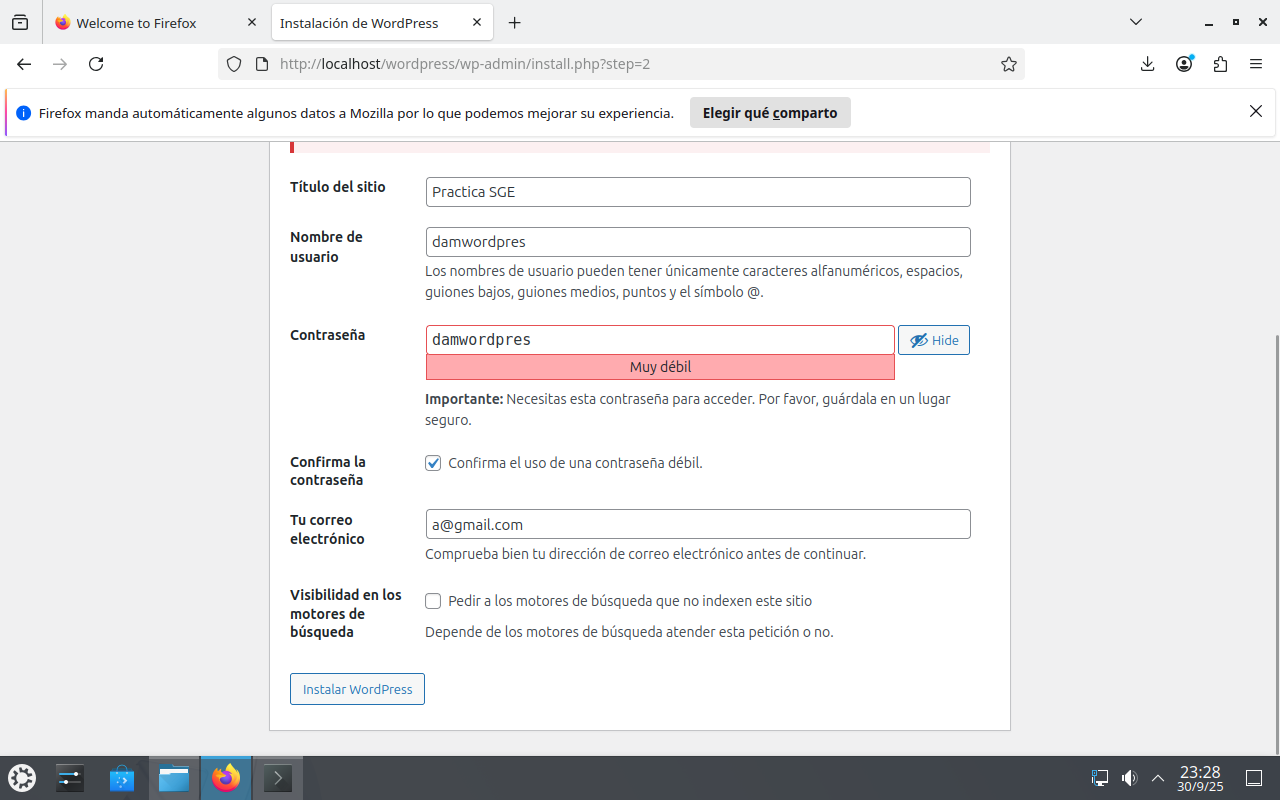 Welcome to Firefox
Instalación de WordPress
http://localhost/wordpress/wp-admin/install.php?step=2
Firefox manda automáticamente algunos datos a Mozilla por lo que podemos mejorar su experiencia.
Elegir qué comparto
Título del sitio
Practica SGE
Nombre de
usuario
damwordpres
Los nombres de usuario pueden tener únicamente caracteres alfanuméricos, espacios,
guiones bajos, guiones medios, puntos y el símbolo @.
Contraseña
damwordpres
Hide
Muy débil
Importante: Necesitas esta contraseña para acceder. Por favor, guárdala en un lugar
seguro.
Confirma la
contraseña
Confirma el uso de una contraseña débil.
Tu correo
electrónico
a@gmail.com
Comprueba bien tu dirección de correo electrónico antes de continuar.
Visibilidad en los
motores de
búsqueda
Pedir a los motores de búsqueda que no indexen este sitio
Depende de los motores de búsqueda atender esta petición o no.
Instalar WordPress
23:28
30/9/25